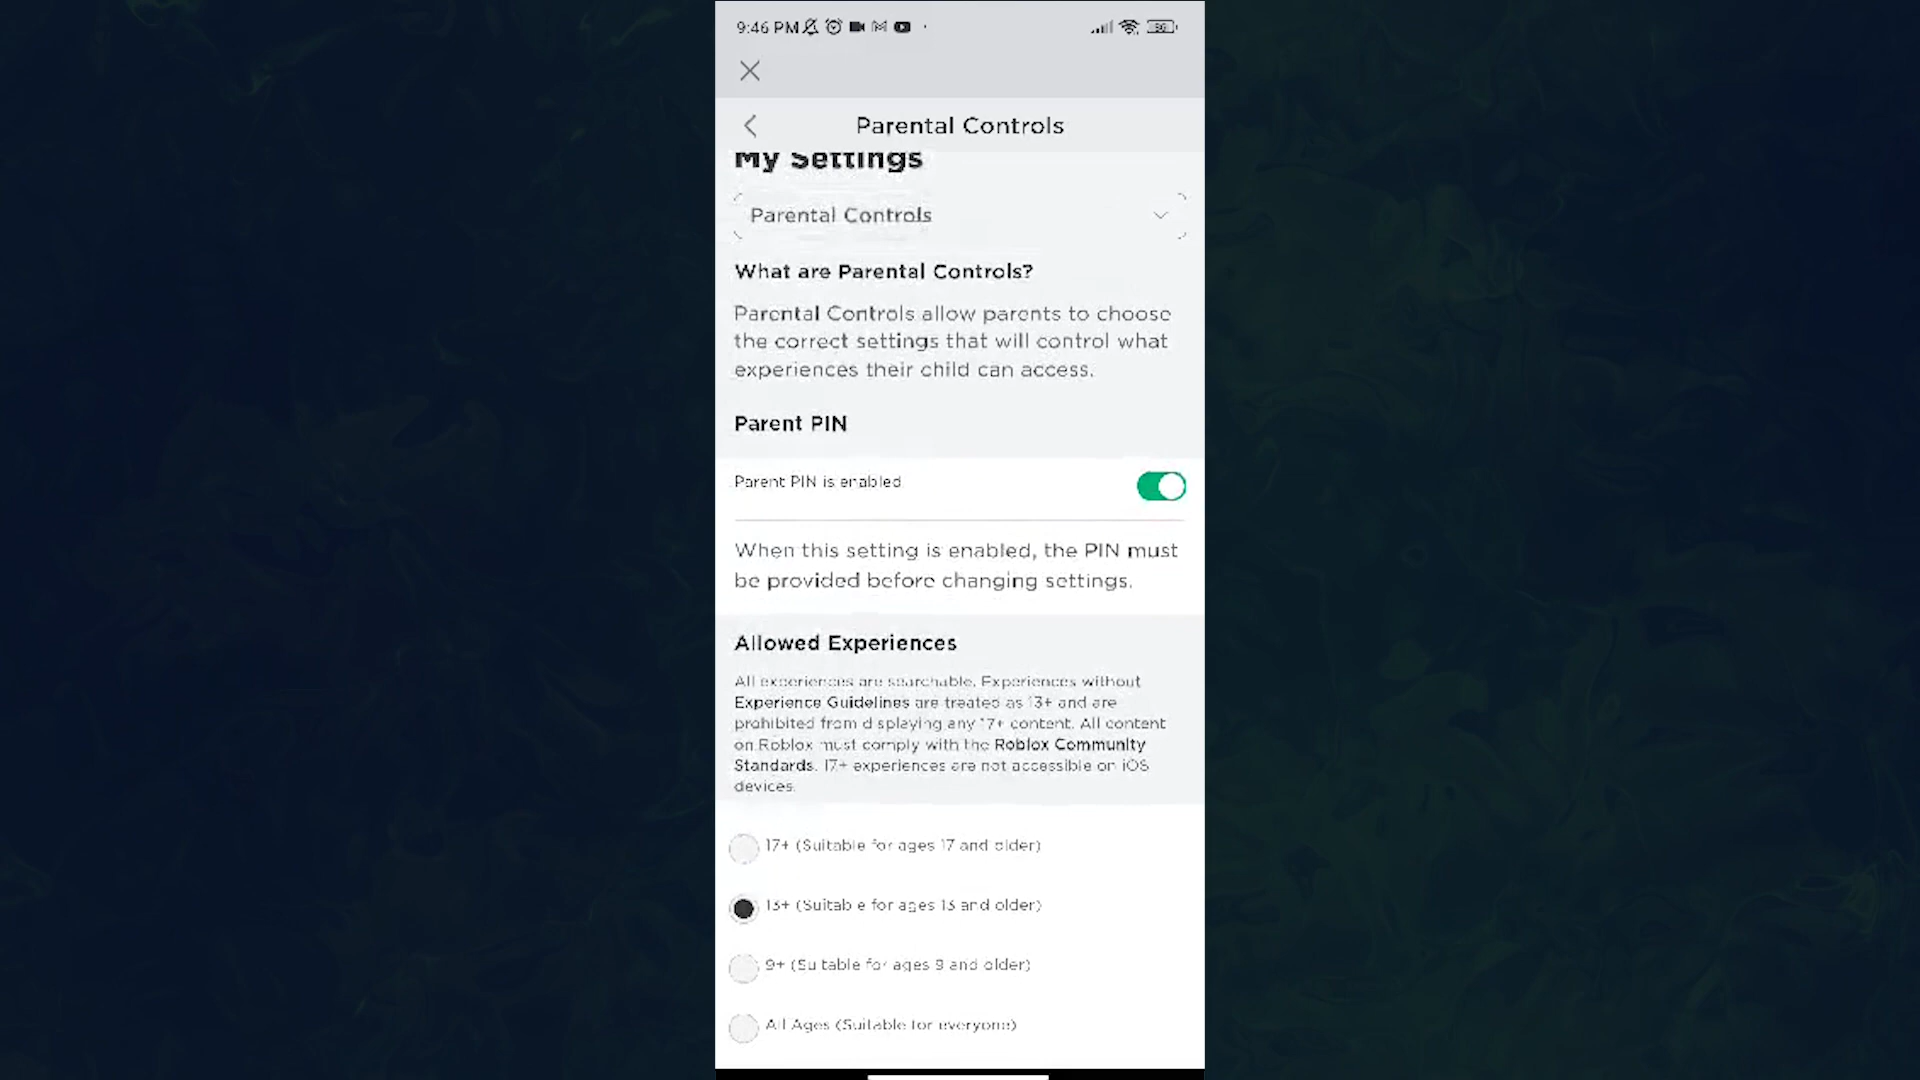 9:46 PM
86
Parental Controls
My Settings
Parental Controls
What are Parental Controls?
Parental Controls allow parents to choose
the correct settings that will control what
experiences their child can access.
Parent PIN
Parent PIN is enabled
When this setting is enabled, the PIN must
be provided before changing settings.
Allowed Experiences
All experiences are searchable. Experiences without
Experience Guidelines are treated as 13+ and are
prohibited from displaying any 17+ content. All content
on Roblox must comply with the Roblox Community
Standards. 17+ experiences are not accessible on iOS
devices.
17+ (Suitable for ages 17 and older)
13+ (Suitable for ages 13 and older)
9+ (Suitable for ages 9 and older)
All Ages (Suitable for everyone)